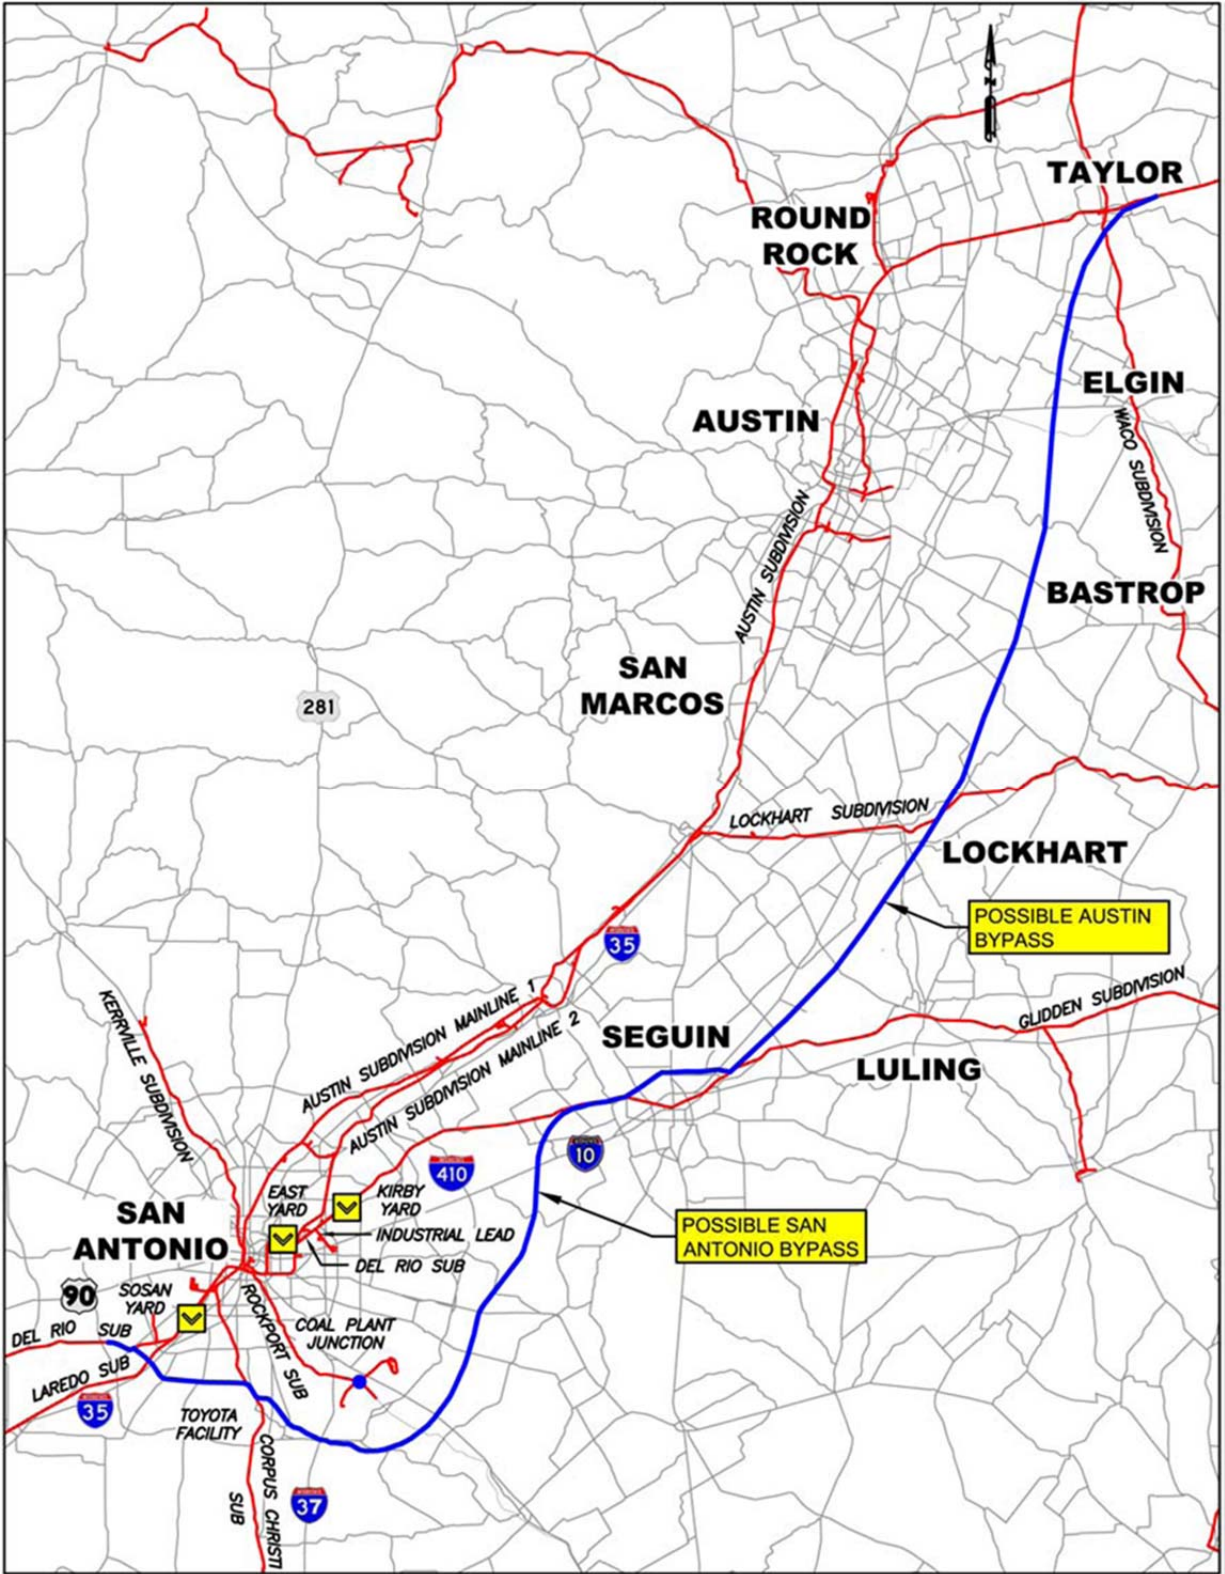 N
TAYLOR
ROUND
ROCK
ELGIN
AUSTIN
WACO SUBDIVISION
AUSTIN SUBDIVISION
BASTROP
SAN
MARCOS
281
LOCKHART SUBDIVISION
LOCKHART
POSSIBLE AUSTIN
BYPASS
35
GLIDDEN SUBDIVISION
KERRVILLE SUBDIVISION
AUSTIN SUBDIVISION MAINLINE 1
AUSTIN SUBDIVISION MAINLINE 2
SEGUIN
LULING
10
410
EAST
YARD
KIRBY
YARD
SAN
ANTONIO
INDUSTRIAL LEAD
DEL RIO SUB
POSSIBLE SAN
ANTONIO BYPASS
90
SOSAN
YARD
ROCKPORT SUB
COAL PLANT
JUNCTION
DEL RIO SUB
LAREDO SUB
35
TOYOTA
FACILITY
CORPUS CHRISTI
SUB
37